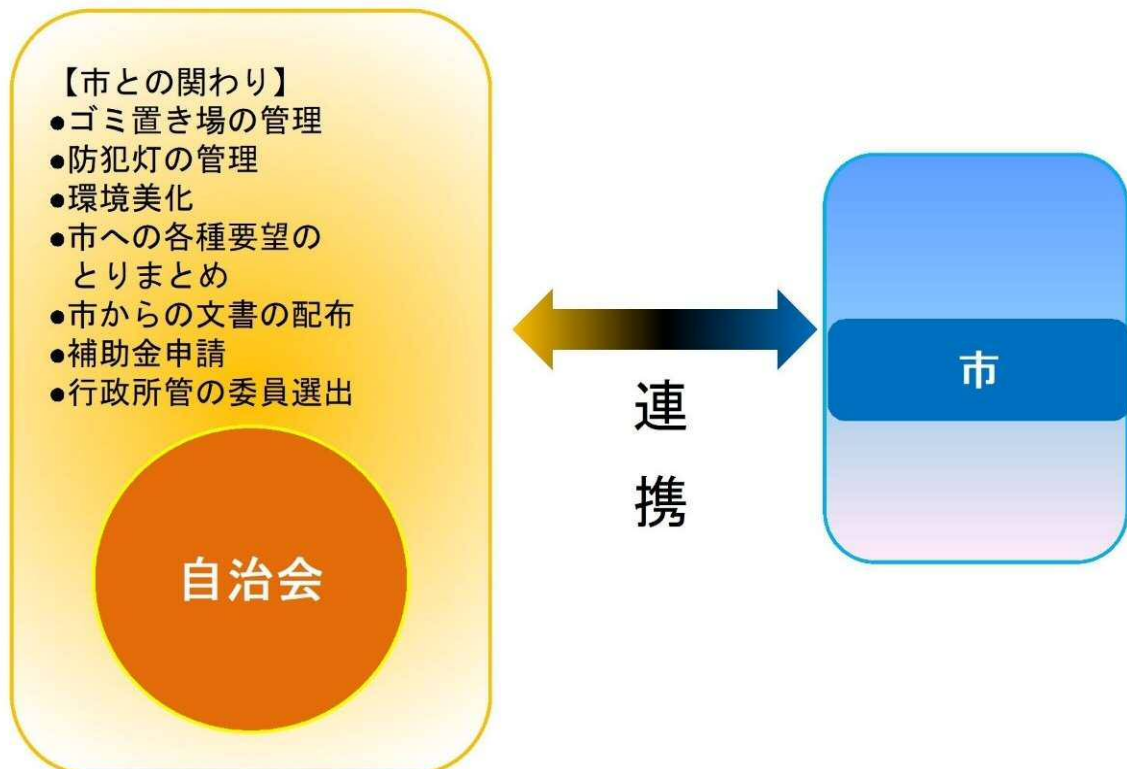 【市との関わり】
●ゴミ置き場の管理
●防犯灯の管理
●環境美化
●市への各種要望の
とりまとめ
●市からの文書の配布
●補助金申請
●行政所管の委員選出
自治会
連
携
市